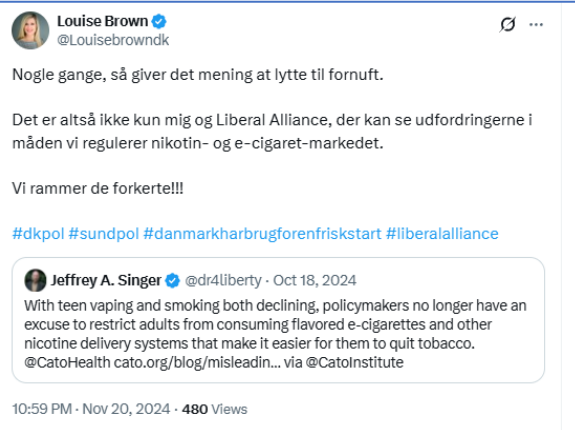 Louise Brown
@Louisebrowndk
Nogle gange, så giver det mening at lytte til fornuft.
Det er altså ikke kun mig og Liberal Alliance, der kan se udfordringerne i
måden vi regulerer nikotin- og e-cigaret-markedet.
Vi rammer de forkerte!!!
#dkpol #sundpol #danmarkharbrugforenfriskstart #liberalalliance
Jeffrey A. Singer @dr4liberty · Oct 18, 2024
With teen vaping and smoking both declining, policymakers no longer have an
excuse to restrict adults from consuming flavored e-cigarettes and other
nicotine delivery systems that make it easier for them to quit tobacco.
@CatoHealth cato.org/blog/misleadin... via @CatoInstitute
10:59 PM · Nov 20, 2024 · 480 Views